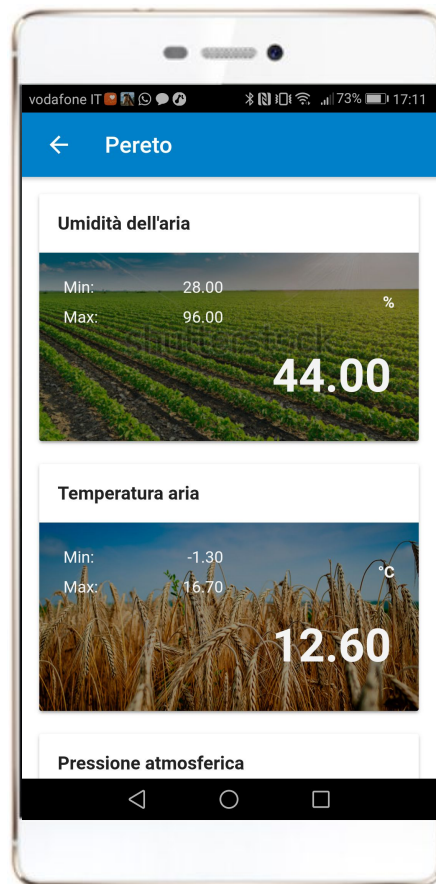 vodafone IT 73% 17:11
Pereto
Umidità dell'aria
Min: 28.00 %
Max: 96.00
shutterstock
44.00
Temperatura aria
Min: -1.30 °C
Max: 16.70
12.60
Pressione atmosferica